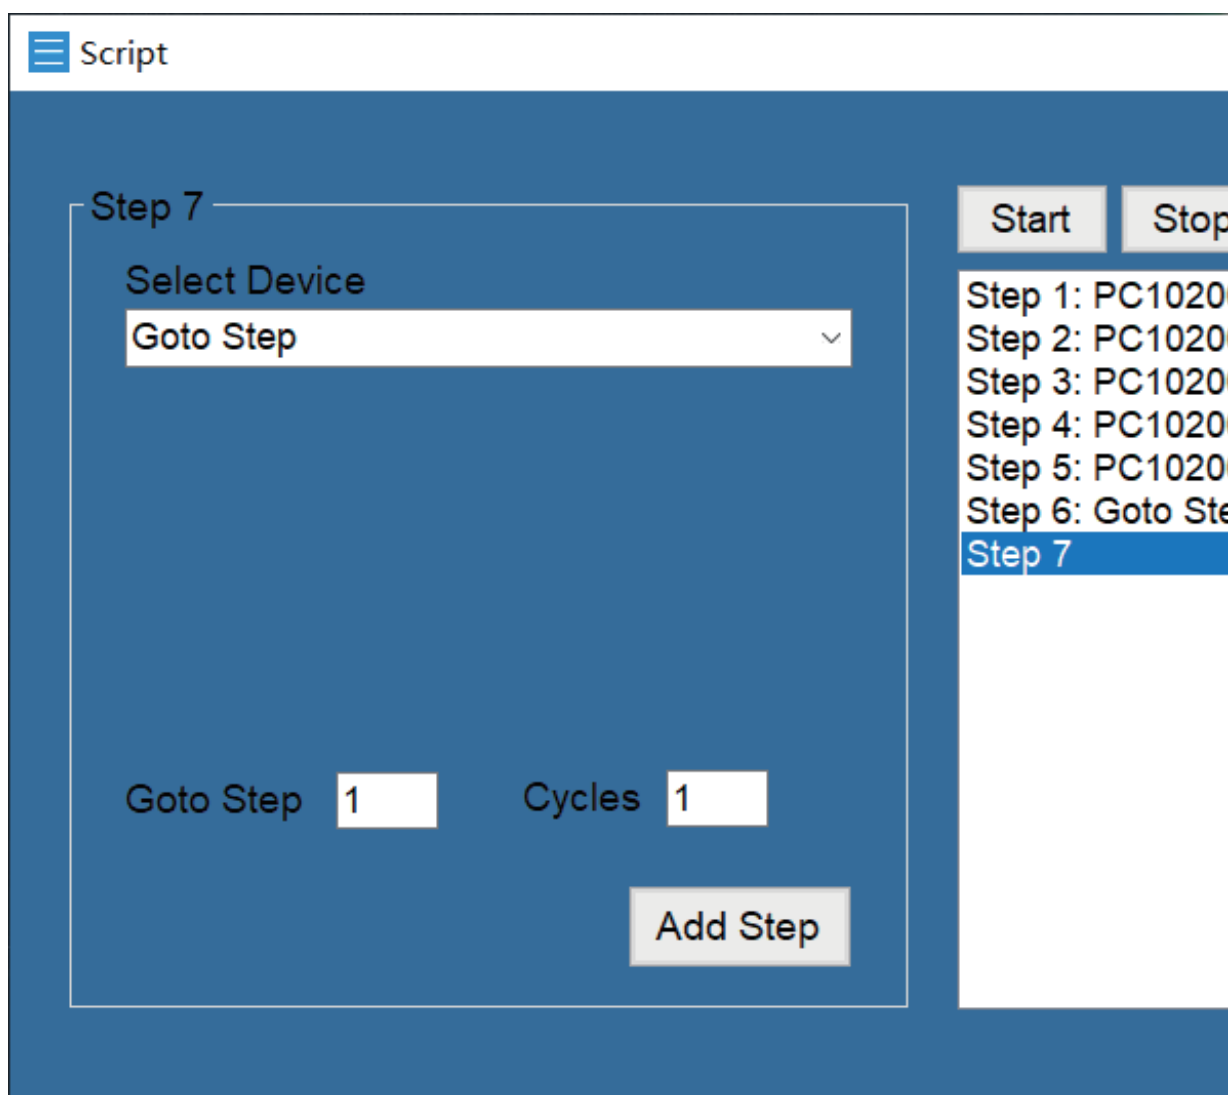 Script
Step 7
Select Device
Goto Step
Goto Step 1 Cycles 1
Add Step
Start Stop
Step 1: PC1020
Step 2: PC1020
Step 3: PC1020
Step 4: PC1020
Step 5: PC1020
Step 6: Goto Ste
Step 7